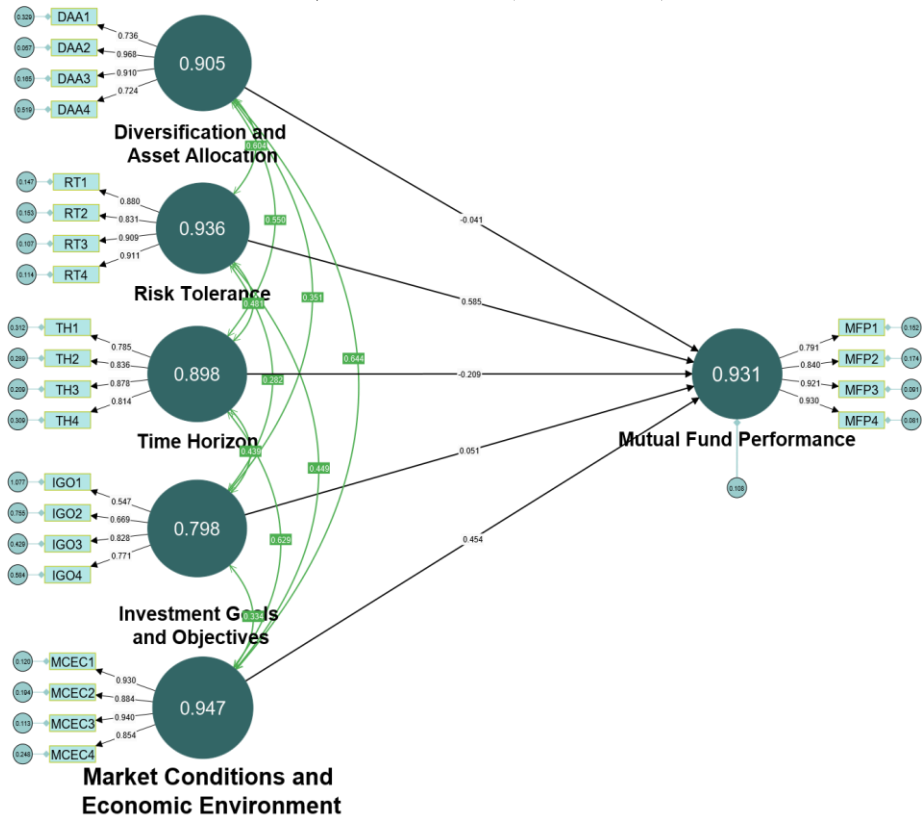 0.329
DAA1
0.736
0.057
DAA2
0.968
0.165
DAA3
0.910
0.519
DAA4
0.724
0.905
Diversification and
Asset Allocation
0.604
-0.041
0.147
RT1
0.880
0.153
RT2
0.831
0.107
RT3
0.909
0.114
RT4
0.911
0.936
Risk Tolerance
0.550
0.481
0.351
0.585
0.644
0.312
TH1
0.785
TH2
0.836
0.209
TH3
0.878
0.309
TH4
0.814
0.898
Time Horizon
0.282
-0.209
0.439
0.449
0.051
0.791
MFP1
0.152
0.840
MFP2
0.174
0.921
MFP3
0.091
0.930
MFP4
0.081
0.931
Mutual Fund Performance
0.108
1.077
IGO1
0.547
0.755
IGO2
0.669
0.429
IGO3
0.828
0.564
IGO4
0.771
0.798
Investment Goals
and Objectives
0.629
0.334
0.454
0.120
MCEC1
0.930
0.194
MCEC2
0.884
0.113
MCEC3
0.940
0.248
MCEC4
0.854
0.947
Market Conditions and
Economic Environment